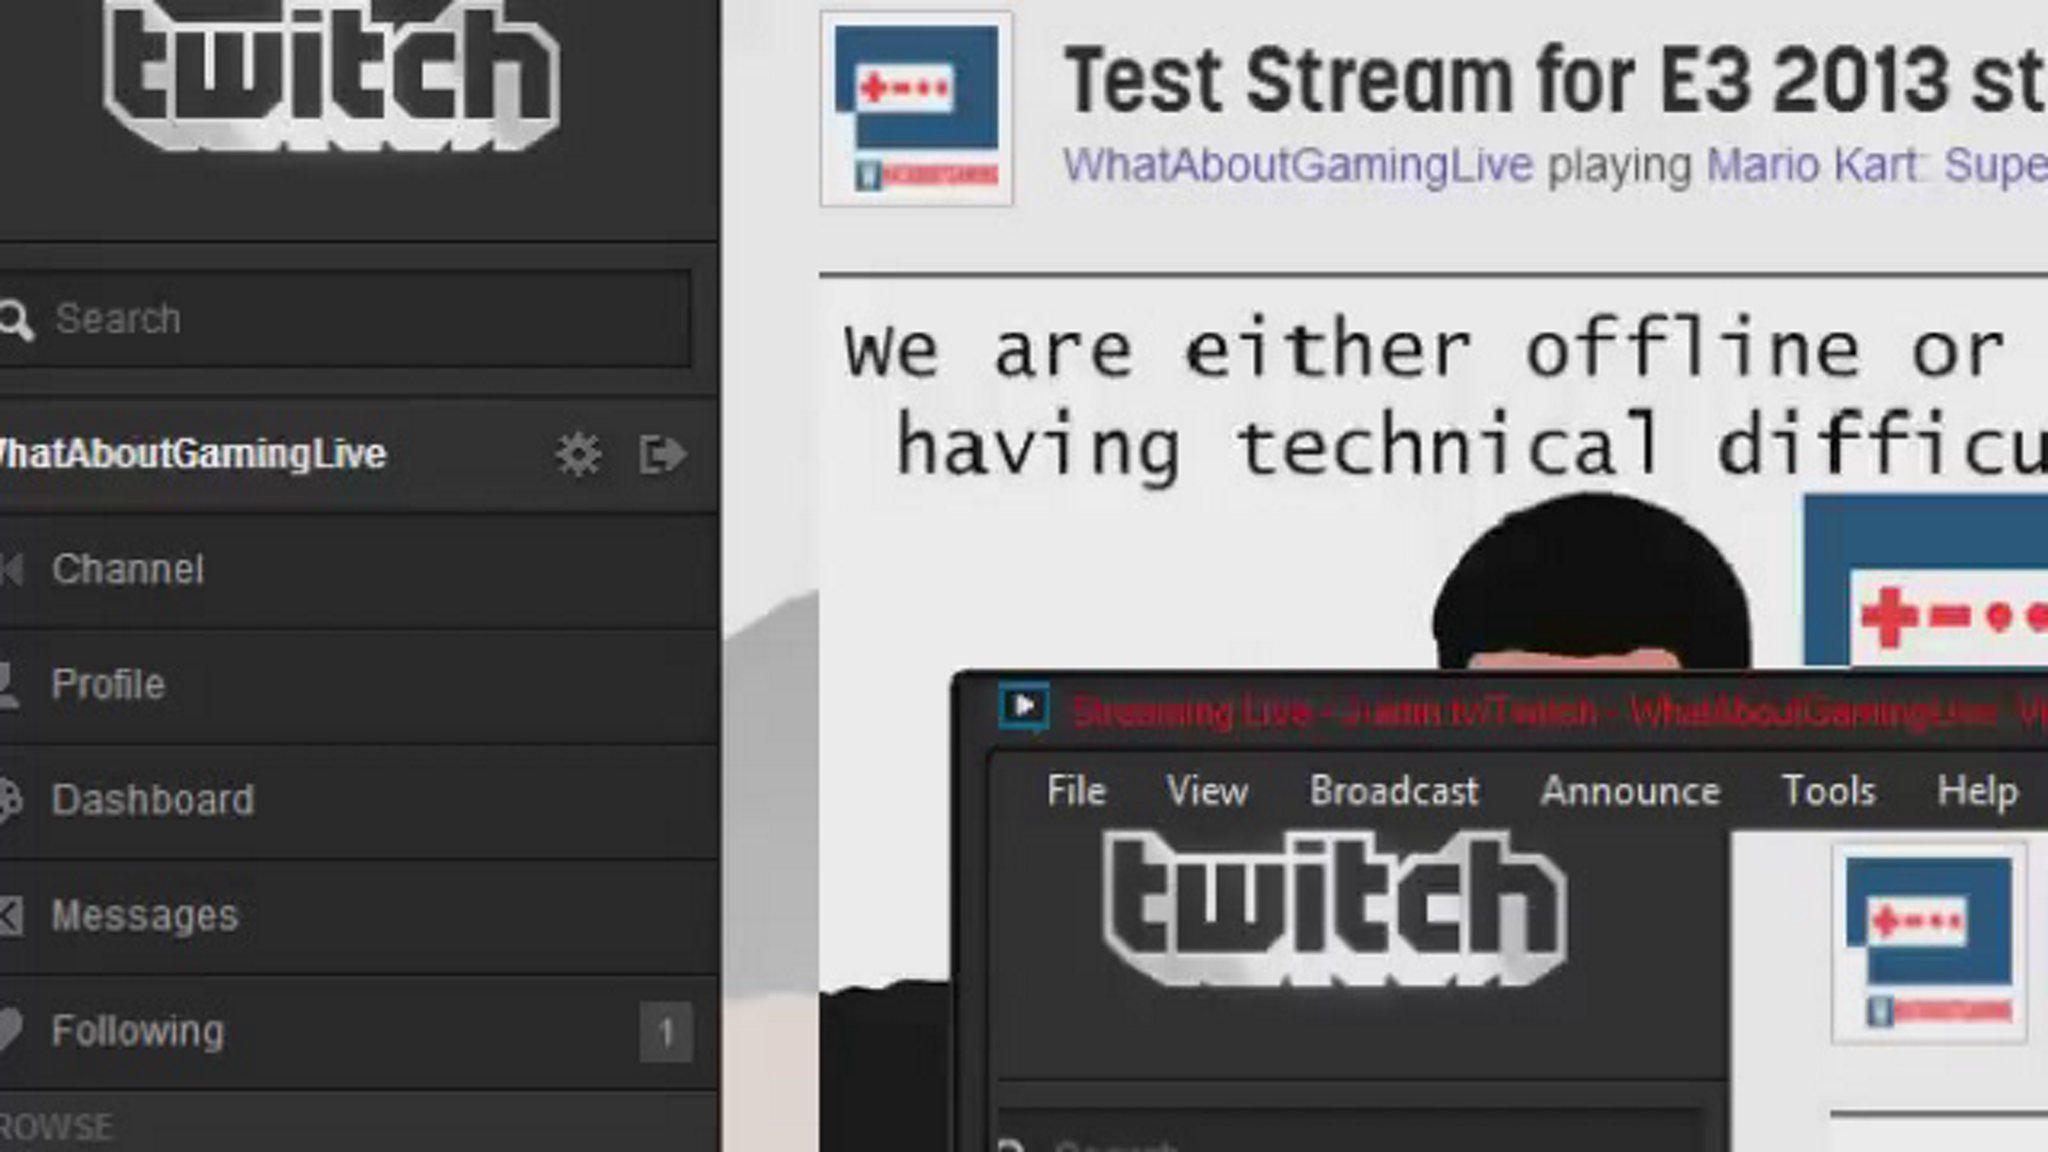 twitch
Search
WhatAboutGamingLive
Channel
Profile
Dashboard
Messages
Following 1
ROWSE
Test Stream for E3 2013 st
WhatAboutGamingLive playing Mario Kart: Supe
We are either offline or
having technical difficu
Streaming Live - Justin.tv/Twitch - WhatAboutGamingLive
File View Broadcast Announce Tools Help
twitch
Search